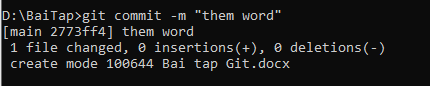 D:\BaiTap>git commit -m "them word"
[main 2773ff4] them word
1 file changed, 0 insertions(+), 0 deletions(-)
create mode 100644 Bai tap Git.docx